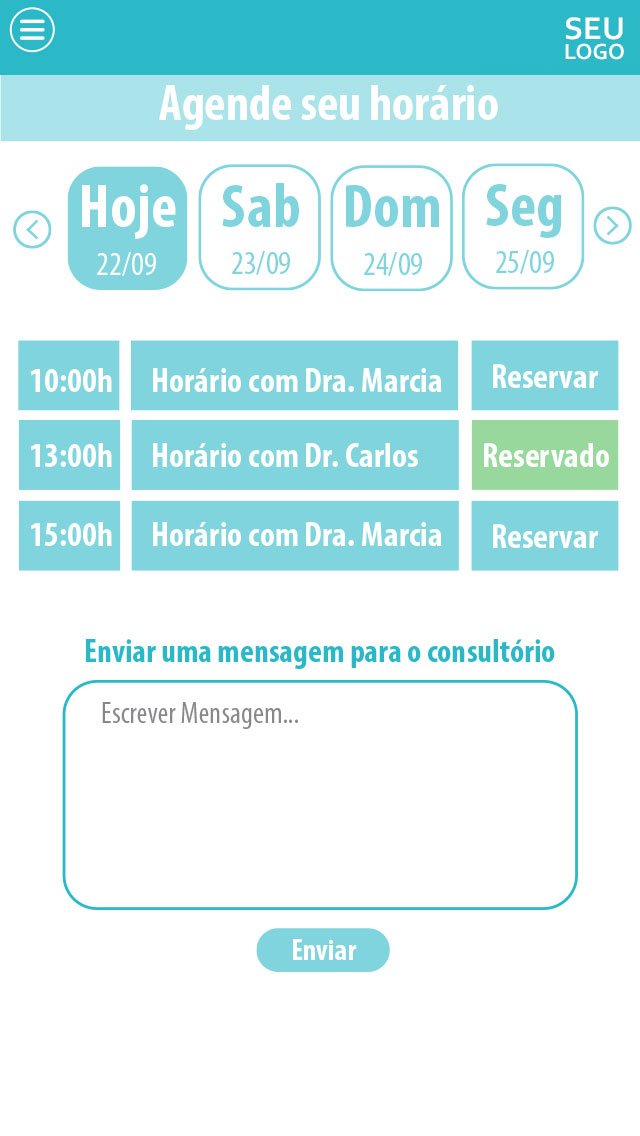 SEU
LOGO
Agende seu horário
Hoje Sab Dom Seg
22/09 23/09 24/09 25/09
10:00h Horário com Dra. Marcia Reservar
13:00h Horário com Dr. Carlos Reservado
15:00h Horário com Dra. Marcia Reservar
Enviar uma mensagem para o consultório
Escrever Mensagem...
Enviar